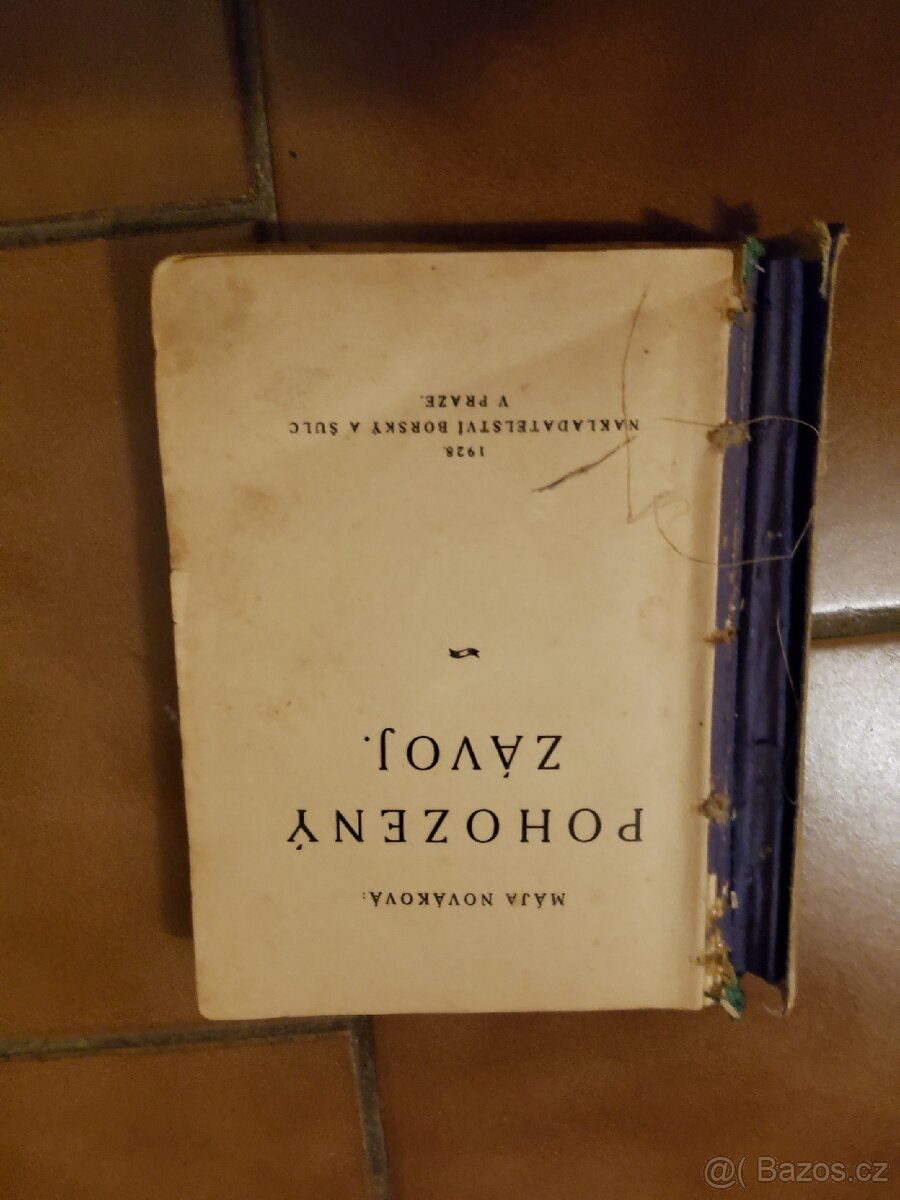 MÁJA NOVÁKOVÁ:
POHOZENÝ
ZÁVOJ.
1928.
NAKLADATELSTVÍ BORSKÝ A ŠULC
V PRAZE.
@( Bazos.cz